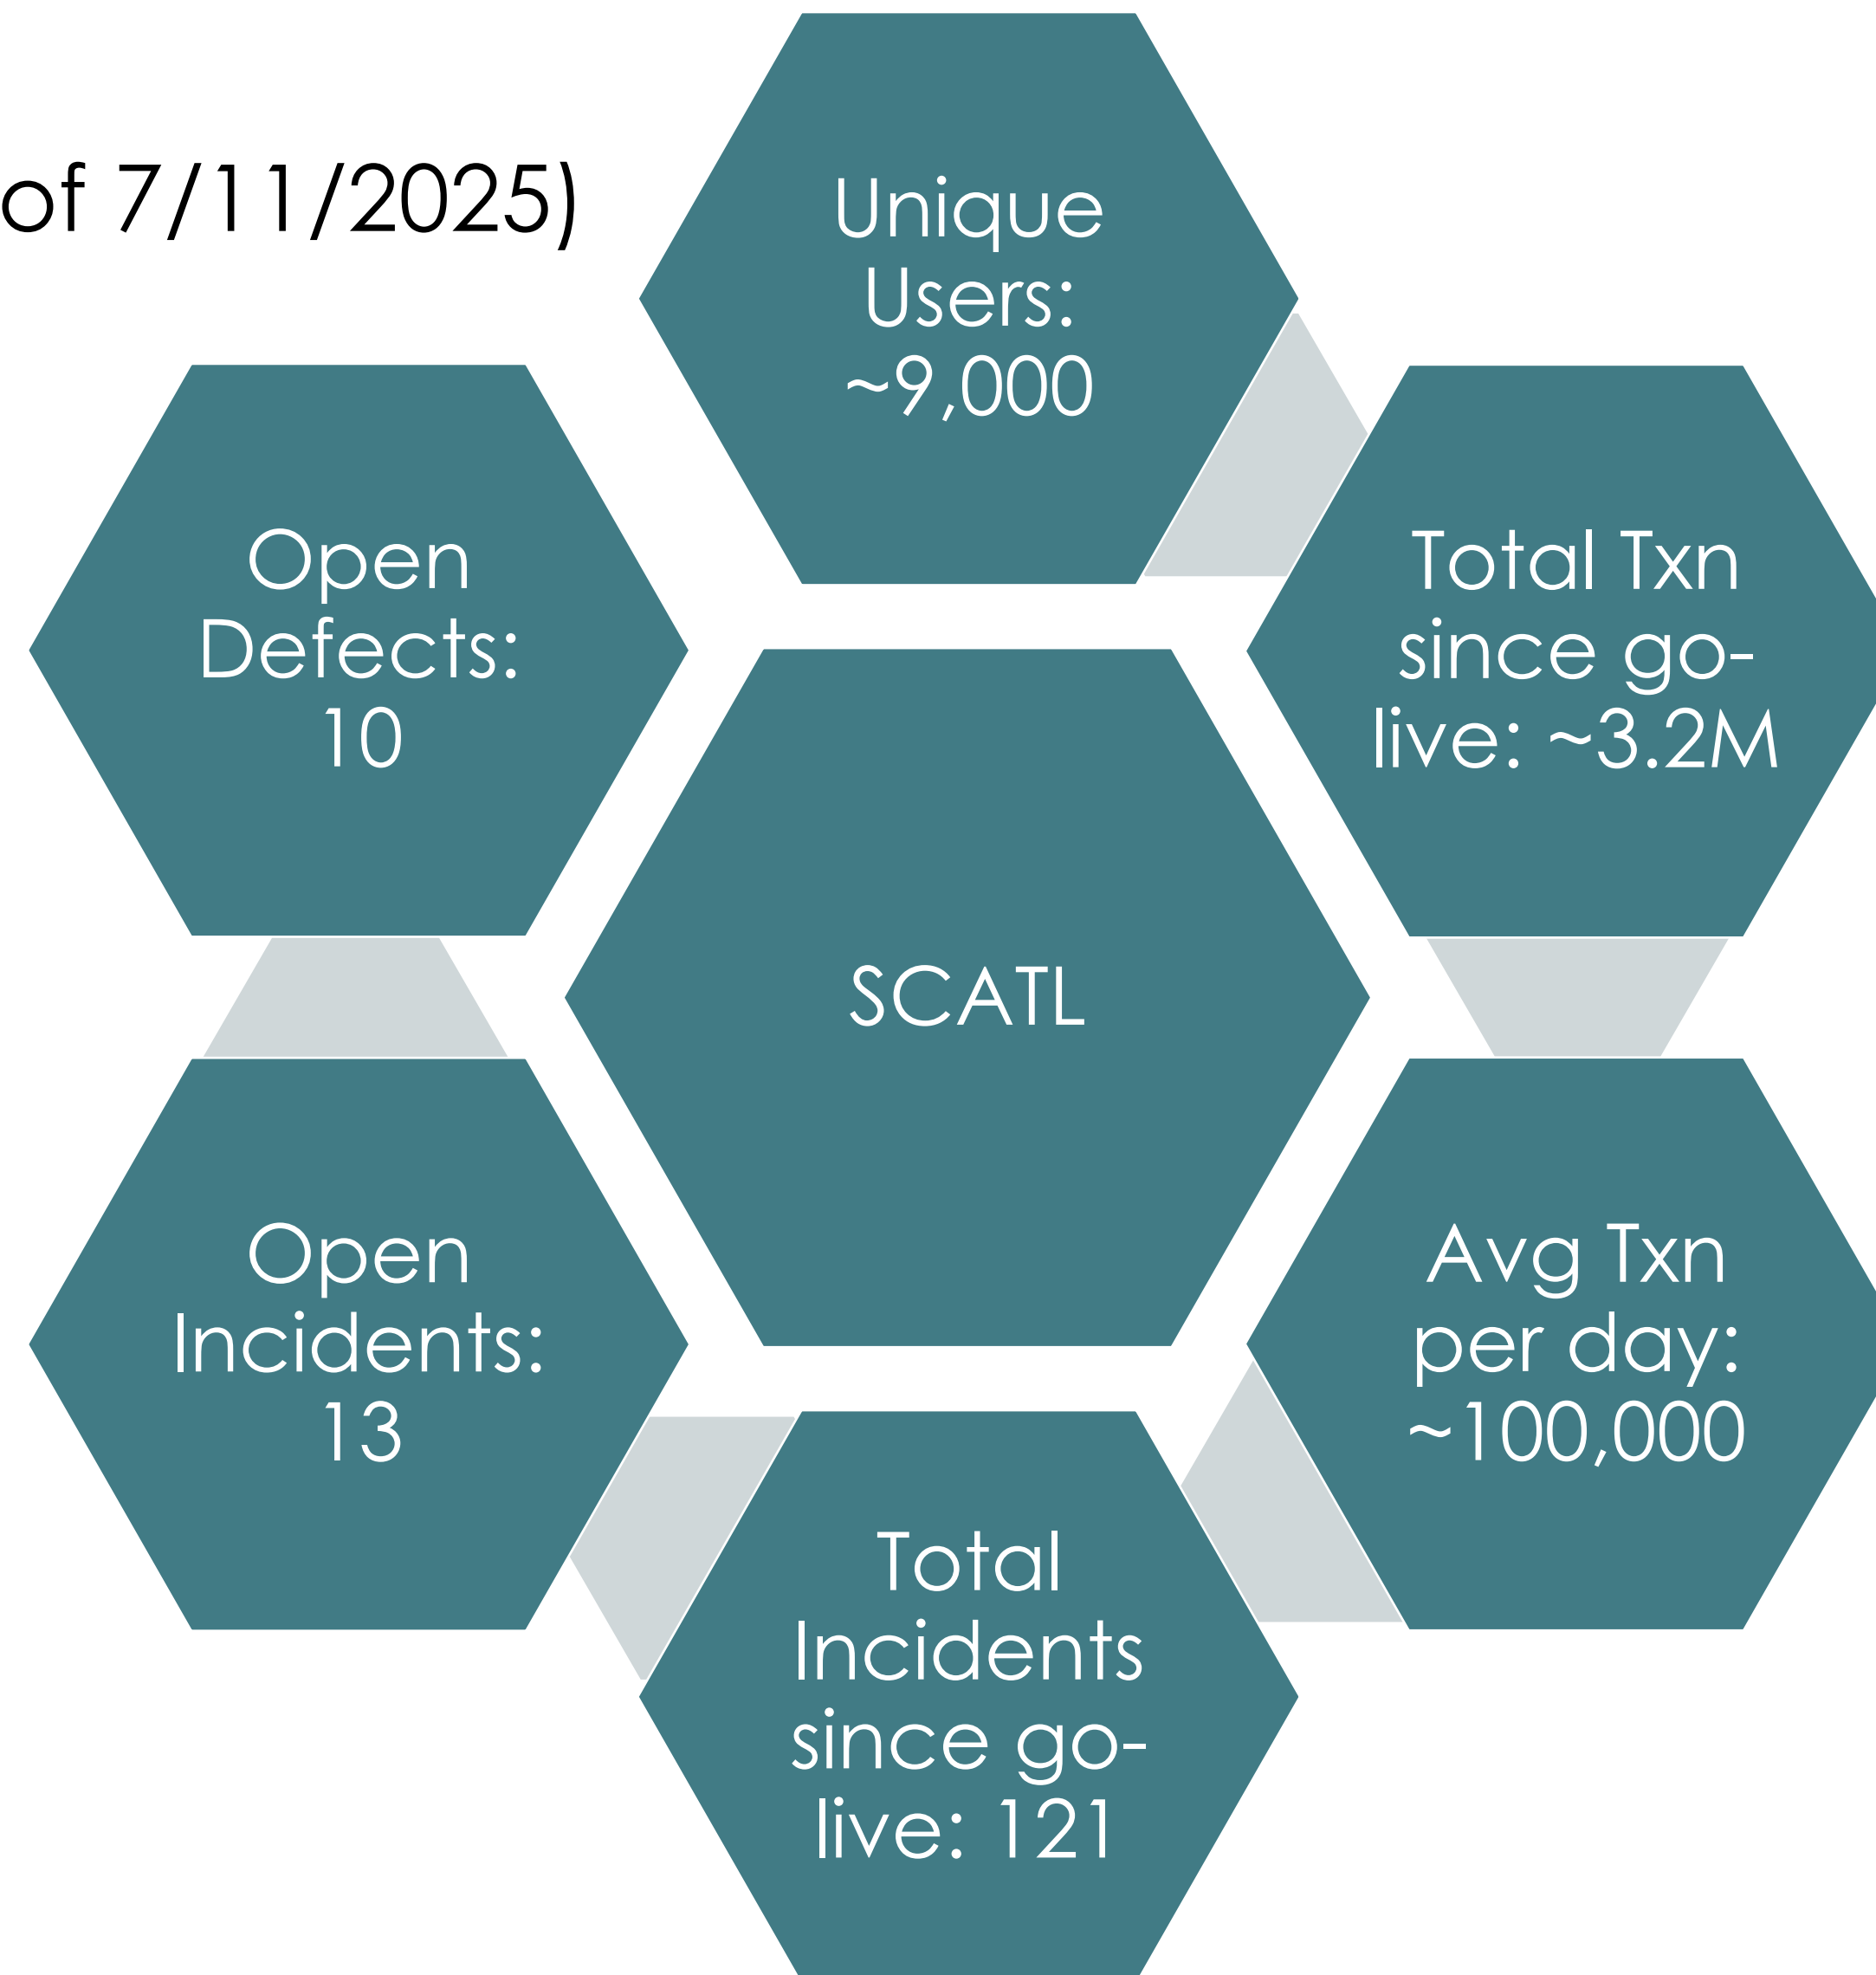 of 7/11/2025)
Unique
Users:
~9,000
Total Txn
since go-
live: ~3.2M
Avg Txn
per day:
~100,000
Total
Incidents
since go-
live: 121
Open
Incidents:
13
Open
Defects:
10
SCATL